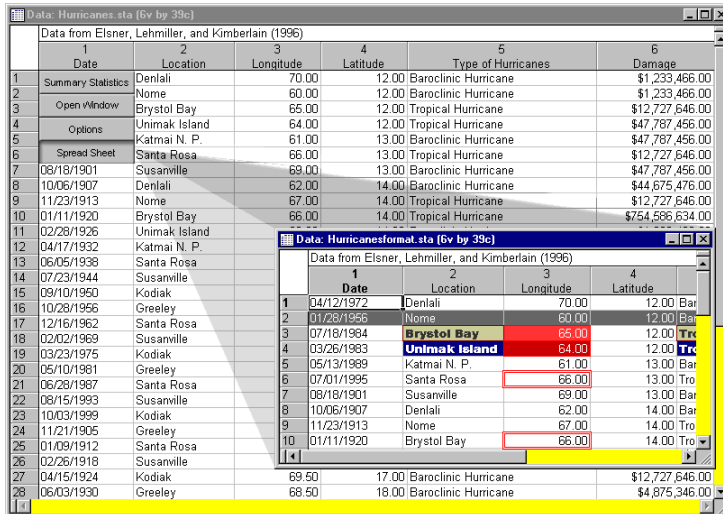 Data: Hurricanes.sta (6v by 39c)
Data from Elsner, Lehmiller, and Kimberlain (1996)
1 2 3 4 5 6
Date Location Longitude Latitude Type of Hurricanes Damage
1 Denlali 70.00 12.00 Baroclinic Hurricane $1,233,466.00
Summary Statistics
2 Nome 60.00 12.00 Baroclinic Hurricane $1,233,466.00
3 Open Window Brystol Bay 65.00 12.00 Tropical Hurricane $12,727,646.00
4 Unimak Island 64.00 12.00 Tropical Hurricane $47,787,456.00
Options
5 Katmai N. P. 61.00 13.00 Baroclinic Hurricane $47,787,456.00
6 Spread Sheet Santa Rosa 66.00 13.00 Tropical Hurricane $12,727,646.00
7 08/18/1901 Susanville 69.00 13.00 Baroclinic Hurricane $47,787,456.00
8 10/06/1907 Denlali 62.00 14.00 Baroclinic Hurricane $44,675,476.00
9 11/23/1913 Nome 67.00 14.00 Tropical Hurricane $12,727,646.00
10 01/11/1920 Brystol Bay 66.00 14.00 Tropical Hurricane $754,586,634.00
11 02/28/1926 Unimak Island
12 04/17/1932 Katmai N. P.
13 06/05/1938 Santa Rosa
14 07/23/1944 Susanville
15 09/10/1950 Kodiak
16 10/28/1956 Greeley
17 12/16/1962 Santa Rosa
18 02/02/1969 Susanville
19 03/23/1975 Kodiak
20 05/10/1981 Greeley
21 06/28/1987 Santa Rosa
22 08/15/1993 Susanville
23 10/03/1999 Kodiak
24 11/21/1905 Greeley
25 01/09/1912 Santa Rosa
26 02/26/1918 Susanville
27 04/15/1924 Kodiak 69.50 17.00 Baroclinic Hurricane $12,727,646.00
28 06/03/1930 Greeley 68.50 18.00 Baroclinic Hurricane $4,875,346.00
Data: Hurricanesformat.sta (6v by 39c)
Data from Elsner, Lehmiller, and Kimberlain (1996)
1 2 3 4
Date Location Longitude Latitude
1 04/12/1972 Denlali 70.00 12.00 Bar
2 01/28/1956 Nome 60.00 12.00 Bar
3 07/18/1984 Brystol Bay 65.00 12.00 Tro
4 03/26/1983 Unimak Island 64.00 12.00 Tro
5 05/13/1989 Katmai N. P. 61.00 13.00 Bar
6 07/01/1995 Santa Rosa 66.00 13.00 Tro
7 08/18/1901 Susanville 69.00 13.00 Bar
8 10/06/1907 Denlali 62.00 14.00 Bar
9 11/23/1913 Nome 67.00 14.00 Tro
10 01/11/1920 Brystol Bay 66.00 14.00 Tro